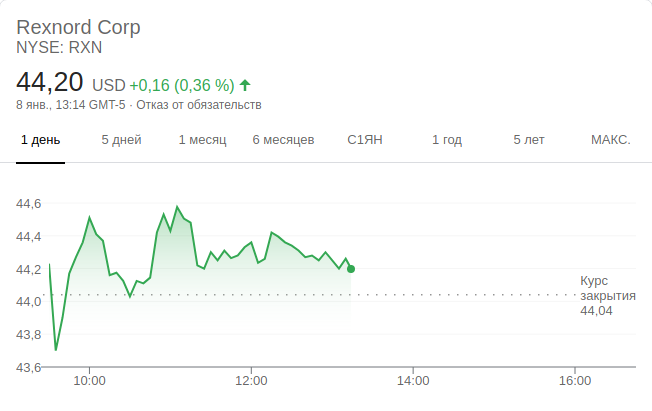 Rexnord Corp
NYSE: RXN
44,20 USD +0,16 (0,36 %)
8 янв., 13:14 GMT-5 · Отказ от обязательств
1 день 5 дней 1 месяц 6 месяцев С1ЯН 1 год 5 лет МАКС.
44,6
44,4
44,2
44,0
43,8
43,6
Курс
закрытия
44,04
10:00 12:00 14:00 16:00